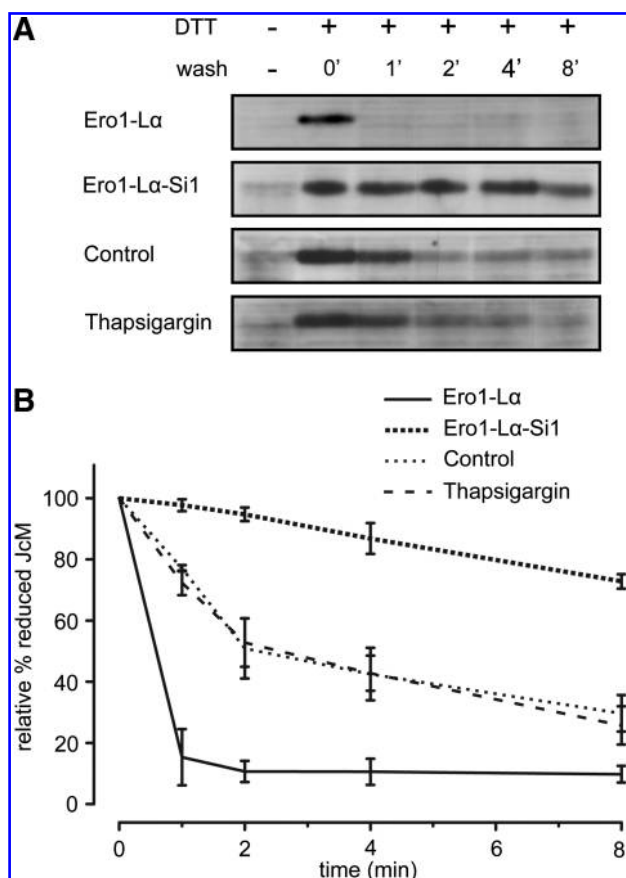 A
DTT - + + + + +
wash - 0' 1' 2' 4' 8'
Ero1-Lα
Ero1-Lα-Si1
Control
Thapsigargin
B
Ero1-Lα
Ero1-Lα-Si1
Control
Thapsigargin
relative % reduced JcM
100
80
60
40
20
0
0 2 4 6 8
time (min)